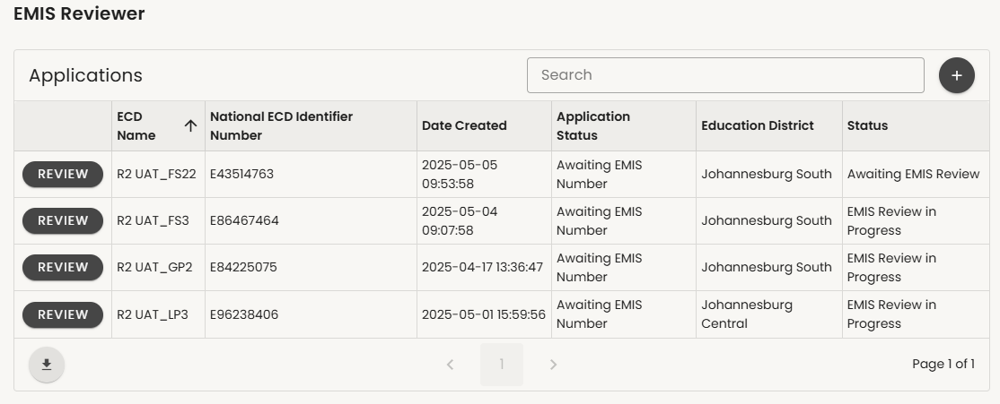 EMIS Reviewer
Applications
Search
ECD
Name
National ECD Identifier
Number
Date Created
Application
Status
Education District
Status
REVIEW
R2 UAT_FS22
E43514763
2025-05-05
09:53:58
Awaiting EMIS
Number
Johannesburg South
Awaiting EMIS Review
REVIEW
R2 UAT_FS3
E86467464
2025-05-04
09:07:58
Awaiting EMIS
Number
Johannesburg South
EMIS Review in
Progress
REVIEW
R2 UAT_GP2
E84225075
2025-04-17 13:36:47
Awaiting EMIS
Number
Johannesburg South
EMIS Review in
Progress
REVIEW
R2 UAT_LP3
E96238406
2025-05-01 15:59:56
Awaiting EMIS
Number
Johannesburg
Central
EMIS Review in
Progress
1
Page 1 of 1